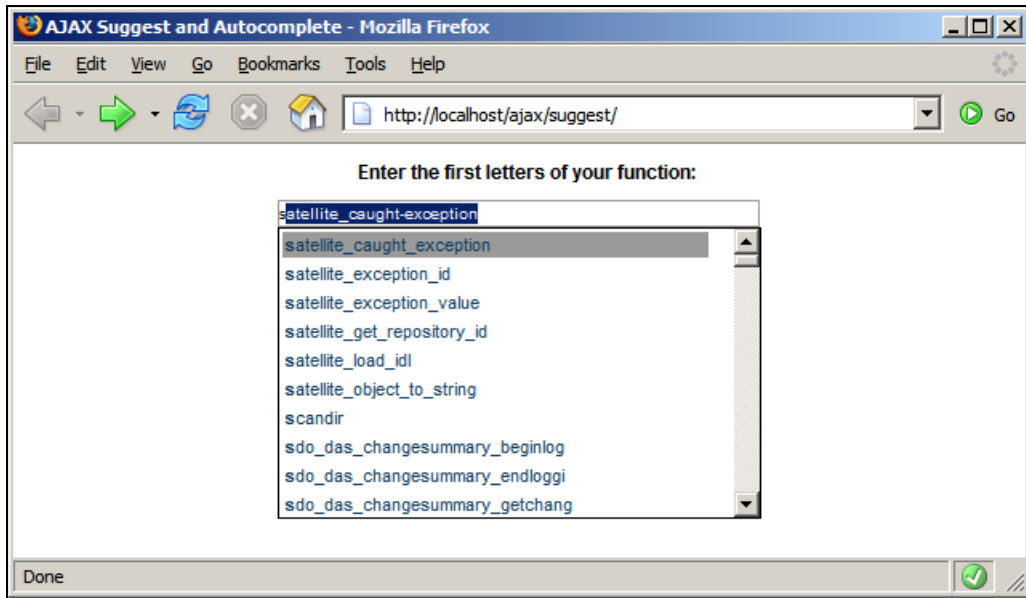 AJAX Suggest and Autocomplete - Mozilla Firefox
File Edit View Go Bookmarks Tools Help
http://localhost/ajax/suggest/ Go
Enter the first letters of your function:
satellite_caught-exception
satellite_caught_exception
satellite_exception_id
satellite_exception_value
satellite_get_repository_id
satellite_load_idl
satellite_object_to_string
scandir
sdo_das_changesummary_beginlog
sdo_das_changesummary_endloggi
sdo_das_changesummary_getchang
Done